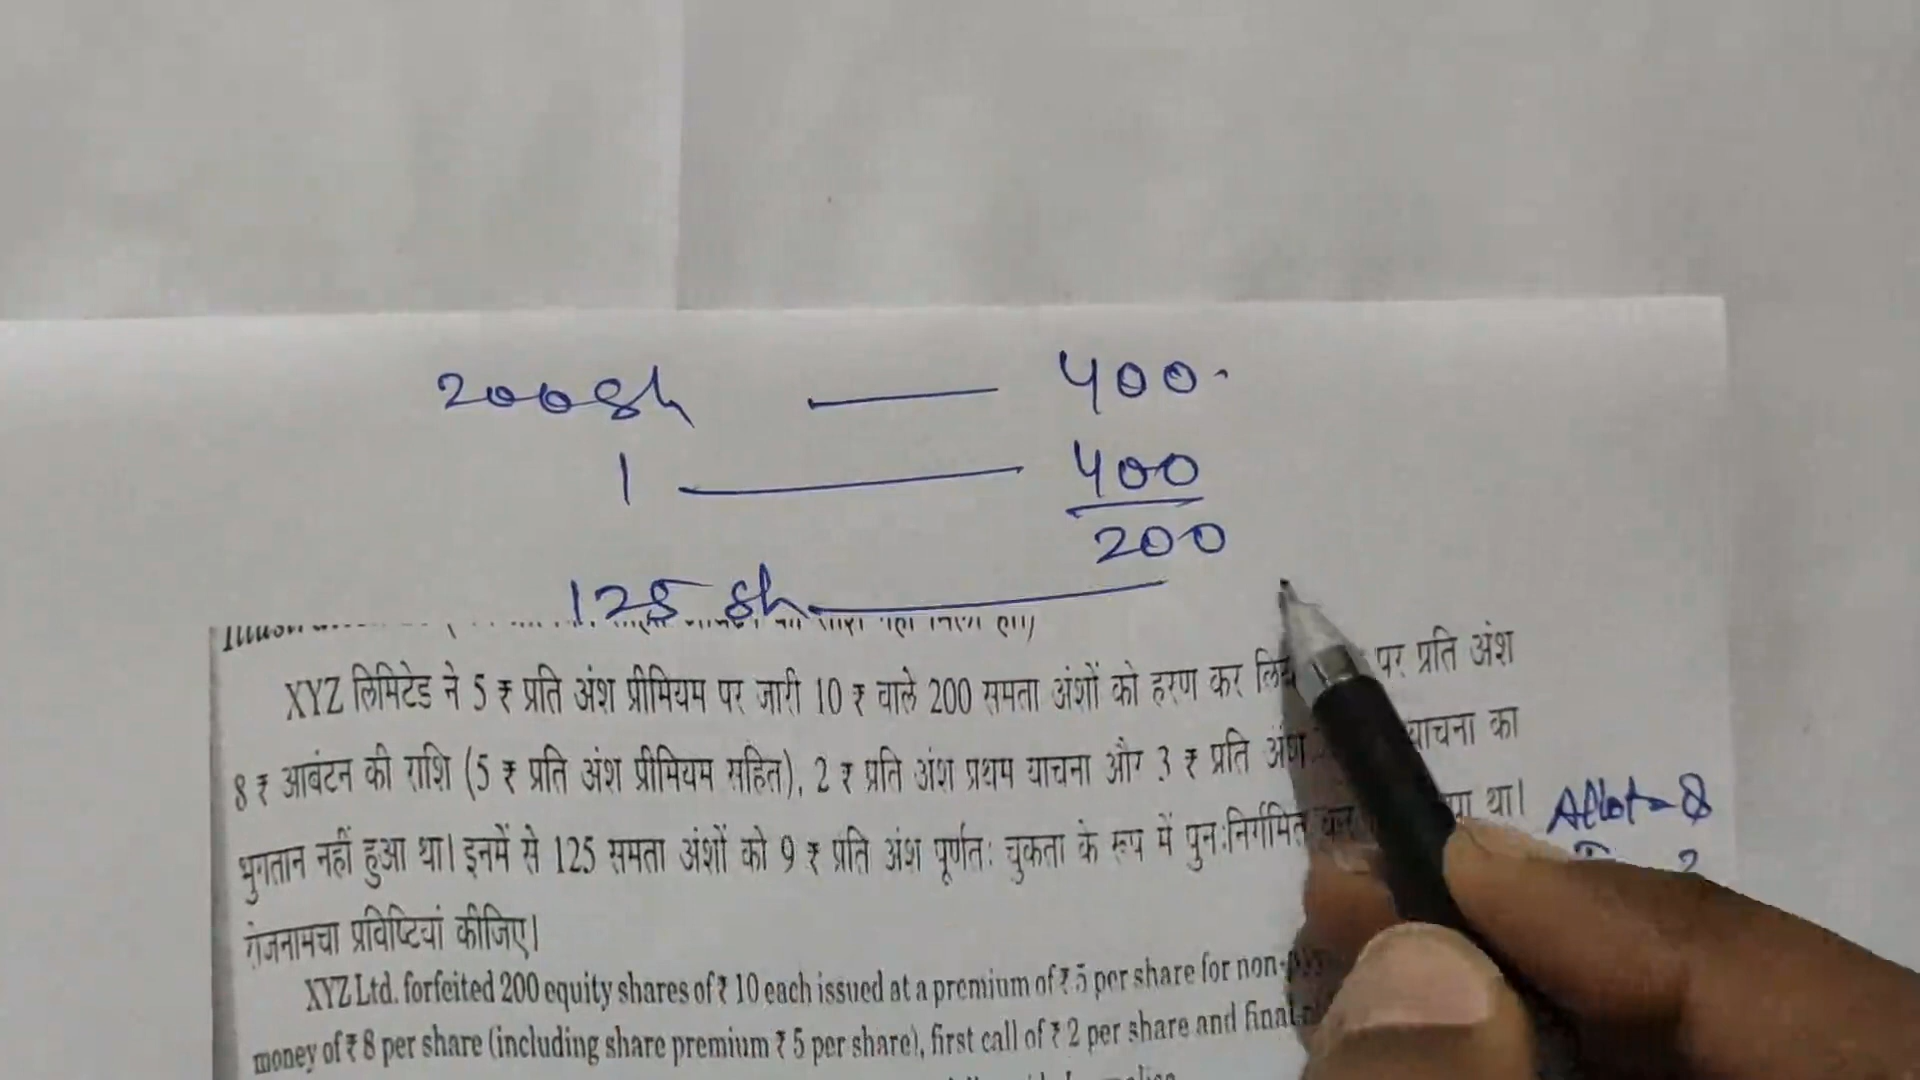 200 sh — 400.
1 — 400
200
125 sh —
XYZ लिमिटेड ने 5 ₹ प्रति अंश प्रीमियम पर जारी 10 ₹ वाले 200 समता अंशों को हरण कर पर प्रति अंश
8 ₹ आबंटन की राशि (5 ₹ प्रति अंश प्रीमियम सहित), 2 ₹ प्रति अंश प्रथम याचना और 3 ₹ प्रति अंश याचना का
भुगतान नहीं हुआ था। इनमें से 125 समता अंशों को 9 ₹ प्रति अंश पूर्णतः चुकता के रूप में पुनःनिर्गमित कर था।
Allot - 8
2
रोजनामचा प्रविष्टियां कीजिए।
XYZ Ltd. forfeited 200 equity shares of ₹ 10 each issued at a premium of ₹ 5 per share for non-
money of ₹ 8 per share (including share premium ₹ 5 per share), first call of ₹ 2 per share and final